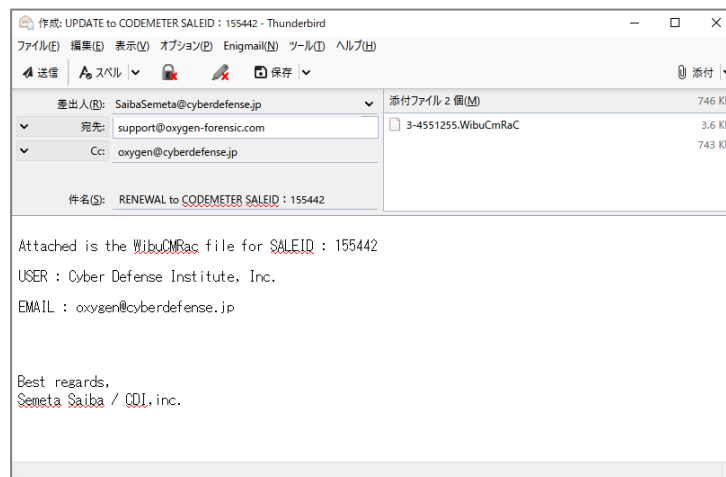 作成: UPDATE to CODEMETER SALEID : 155442 - Thunderbird
ファイル(F) 編集(E) 表示(V) オプション(P) Enigmail(N) ツール(T) ヘルプ(H)
送信 スペル 保存 添付
差出人(R): SaibaSemeta@cyberdefense.jp
宛先: support@oxygen-forensic.com
Cc: oxygen@cyberdefense.jp
件名(S): RENEWAL to CODEMETER SALEID：155442
添付ファイル 2 個(M) 746 K
3-4551255.WibuCmRaC 3.6 K
743 K
Attached is the WibuCMRac file for SALEID : 155442
USER : Cyber Defense Institute, Inc.
EMAIL : oxygen@cyberdefense.jp
Best regards,
Semeta Saiba / CDI,inc.